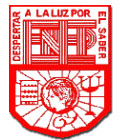 DESPERTAR A LA LUZ POR EL SABER
ENP